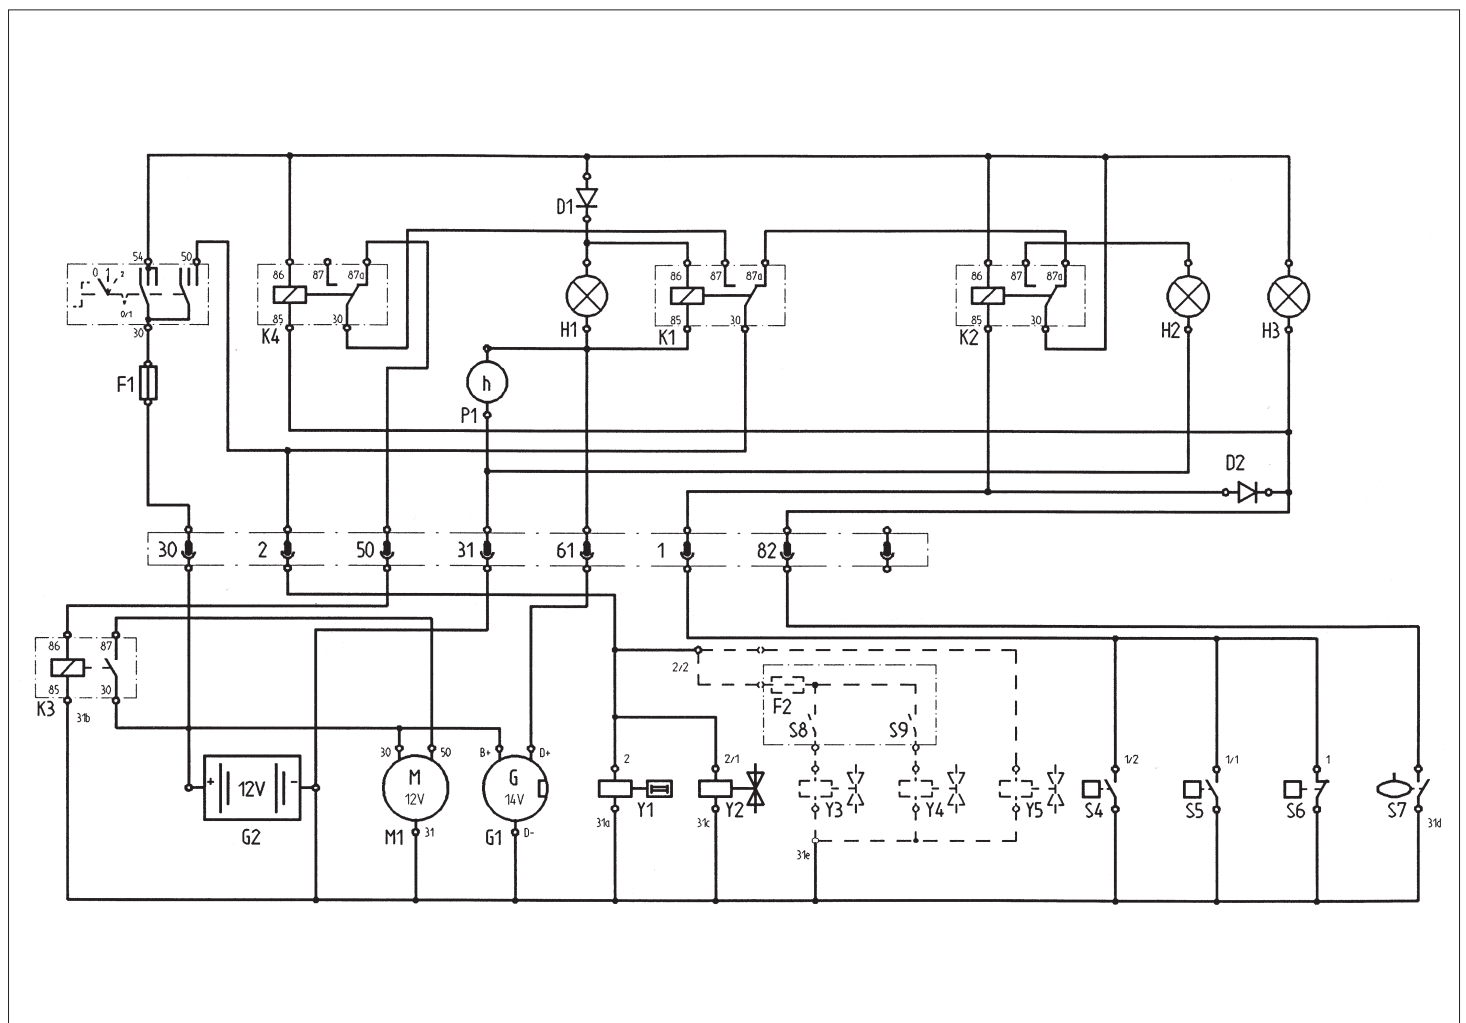 D1
54 50
0 1 2
0/1
30
86 87 87a
85 30
K4
H1
86 87 87a
85 30
K1
86 87 87a
85 30
K2
H2
H3
F1
h
P1
D2
30 2 50 31 61 1 82
86 87
85 30
K3
31b
2/2
F2
S8 S9
+ 12V -
G2
30 50
M
12V
M1
31
B+ D+
G
14V
G1
D-
2
Y1
31a
2/1
Y2
31c
Y3
Y4
Y5
31e
1/2
S4
1/1
S5
1
S6
S7
31d